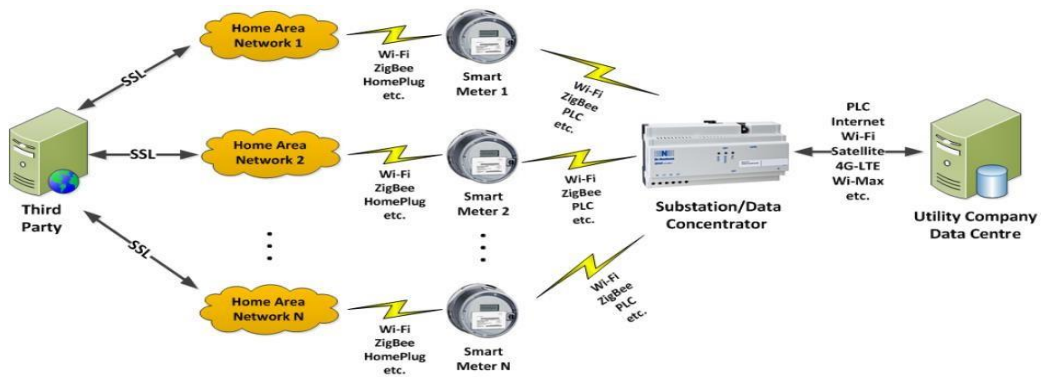 Home Area
Network 1
Wi-Fi
ZigBee
HomePlug
etc.
Smart
Meter 1
SSL
Wi-Fi
ZigBee
PLC
etc.
Third
Party
SSL
Home Area
Network 2
Wi-Fi
ZigBee
HomePlug
etc.
Smart
Meter 2
Wi-Fi
ZigBee
PLC
etc.
Substation/Data
Concentrator
PLC
Internet
Wi-Fi
Satellite
4G-LTE
Wi-Max
etc.
Utility Company
Data Centre
SSL
Home Area
Network N
Wi-Fi
ZigBee
HomePlug
etc.
Smart
Meter N
Wi-Fi
ZigBee
PLC
etc.